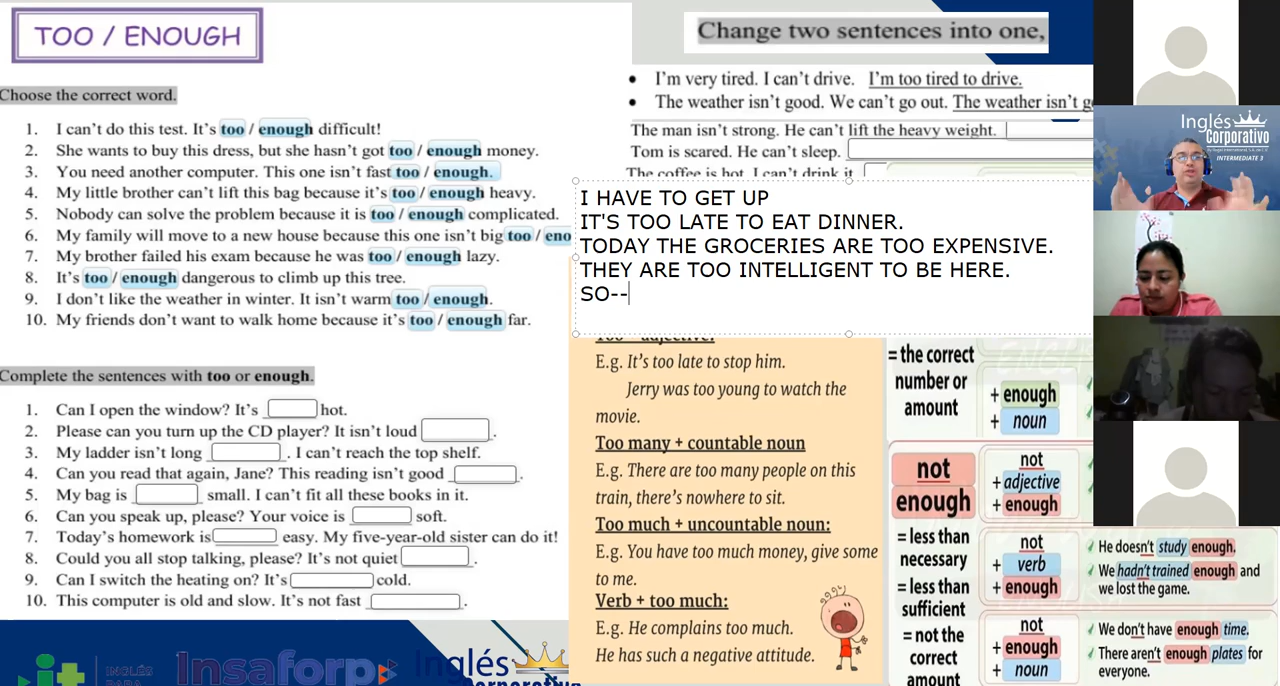 TOO / ENOUGH
Choose the correct word.
1. I can't do this test. It's too / enough difficult!
2. She wants to buy this dress, but she hasn't got too / enough money.
3. You need another computer. This one isn't fast too / enough.
4. My little brother can't lift this bag because it's too / enough heavy.
5. Nobody can solve the problem because it is too / enough complicated.
6. My family will move to a new house because this one isn't big too / eno
7. My brother failed his exam because he was too / enough lazy.
8. It's too / enough dangerous to climb up this tree.
9. I don't like the weather in winter. It isn't warm too / enough.
10. My friends don't want to walk home because it's too / enough far.
Complete the sentences with too or enough.
1. Can I open the window? It's hot.
2. Please can you turn up the CD player? It isn't loud .
3. My ladder isn't long . I can't reach the top shelf.
4. Can you read that again, Jane? This reading isn't good .
5. My bag is small. I can't fit all these books in it.
6. Can you speak up, please? Your voice is soft.
7. Today's homework is easy. My five-year-old sister can do it!
8. Could you all stop talking, please? It's not quiet .
9. Can I switch the heating on? It's cold.
10. This computer is old and slow. It's not fast .
INGLÉS
Insaforp
Inglés
Corporativo
Change two sentences into one,
• I'm very tired. I can't drive. I'm too tired to drive.
• The weather isn't good. We can't go out. The weather isn't g
The man isn't strong. He can't lift the heavy weight.
Tom is scared. He can't sleep.
The coffee is hot. I can't drink it
I HAVE TO GET UP
IT'S TOO LATE TO EAT DINNER.
TODAY THE GROCERIES ARE TOO EXPENSIVE.
THEY ARE TOO INTELLIGENT TO BE HERE.
SO--
Too + adjective:
E.g. It's too late to stop him.
Jerry was too young to watch the
movie.
Too many + countable noun
E.g. There are too many people on this
train, there's nowhere to sit.
Too much + uncountable noun:
E.g. You have too much money, give some
to me.
Verb + too much:
E.g. He complains too much.
He has such a negative attitude.
= the correct
number or
amount
+ enough
+ noun
not
enough
= less than
necessary
= less than
sufficient
= not the
correct
amount
not
+ adjective
+ enough
not
+ verb
+ enough
✓ He doesn't study enough.
✓ We hadn't trained enough and
we lost the game.
not
+ enough
+ noun
✓ We don't have enough time.
✓ There aren't enough plates for
everyone.
Inglés
Corporativo
INTERMEDIATE 3